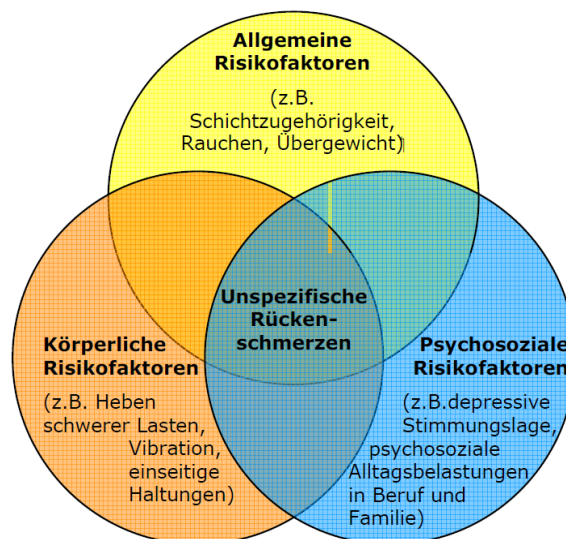 Allgemeine
Risikofaktoren
(z.B.
Schichtzugehörigkeit,
Rauchen, Übergewicht)
Unspezifische
Rücken-
schmerzen
Körperliche
Risikofaktoren
(z.B. Heben
schwerer Lasten,
Vibration,
einseitige
Haltungen)
Psychosoziale
Risikofaktoren
(z.B.depressive
Stimmungslage,
psychosoziale
Alltagsbelastungen
in Beruf und
Familie)